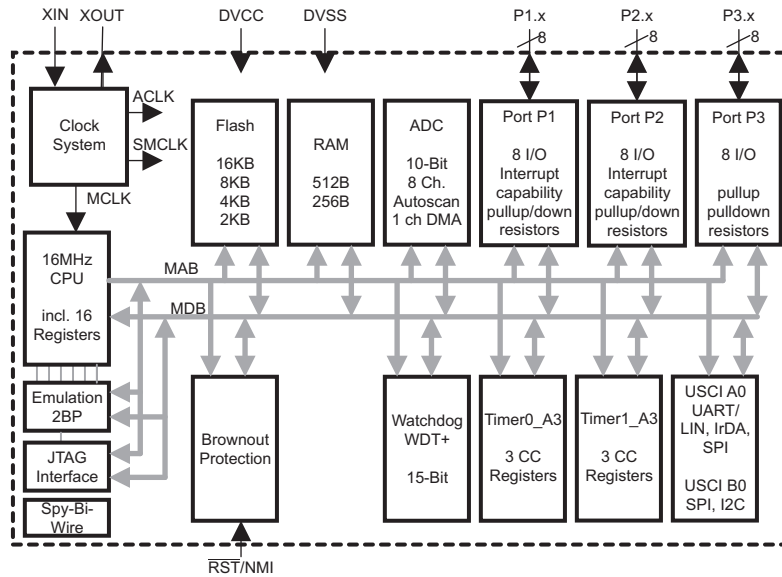 XIN XOUT DVCC DVSS P1.x P2.x P3.x
8 8 8
ACLK
SMCLK
MCLK
Clock
System
Flash
16KB
8KB
4KB
2KB
RAM
512B
256B
ADC
10-Bit
8 Ch.
Autoscan
1 ch DMA
Port P1
8 I/O
Interrupt
capability
pullup/down
resistors
Port P2
8 I/O
Interrupt
capability
pullup/down
resistors
Port P3
8 I/O
pullup
pulldown
resistors
16MHz
CPU
incl. 16
Registers
MAB
MDB
Emulation
2BP
JTAG
Interface
Spy-Bi-
Wire
Brownout
Protection
Watchdog
WDT+
15-Bit
Timer0_A3
3 CC
Registers
Timer1_A3
3 CC
Registers
USCI A0
UART/
LIN, IrDA,
SPI
USCI B0
SPI, I2C
RST/NMI